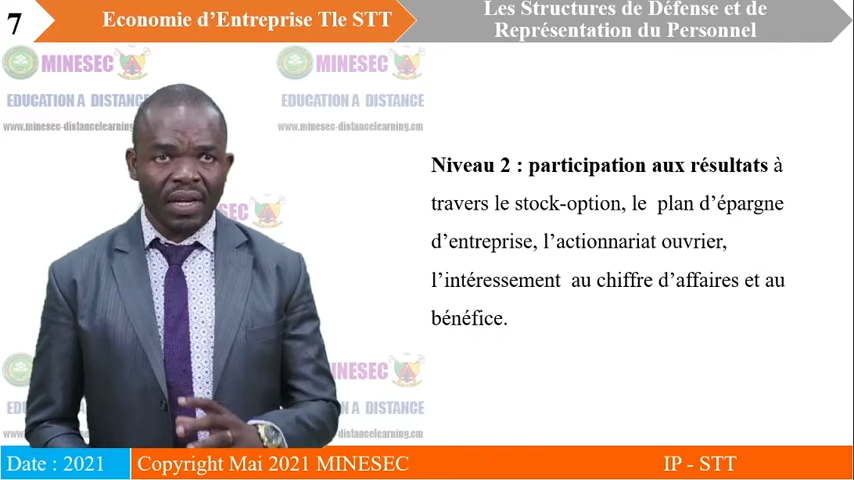 7
Economie d’Entreprise Tle STT
Les Structures de Défense et de
Représentation du Personnel
MINESEC
MINESEC
EDUCATION A DISTANCE
EDUCATION A DISTANCE
www.minesec-distancelearning.cm
www.minesec-distancelearning.cm
Niveau 2 : participation aux résultats à
travers le stock-option, le plan d’épargne
d’entreprise, l’actionnariat ouvrier,
l’intéressement au chiffre d’affaires et au
bénéfice.
Date : 2021
Copyright Mai 2021 MINESEC
IP - STT